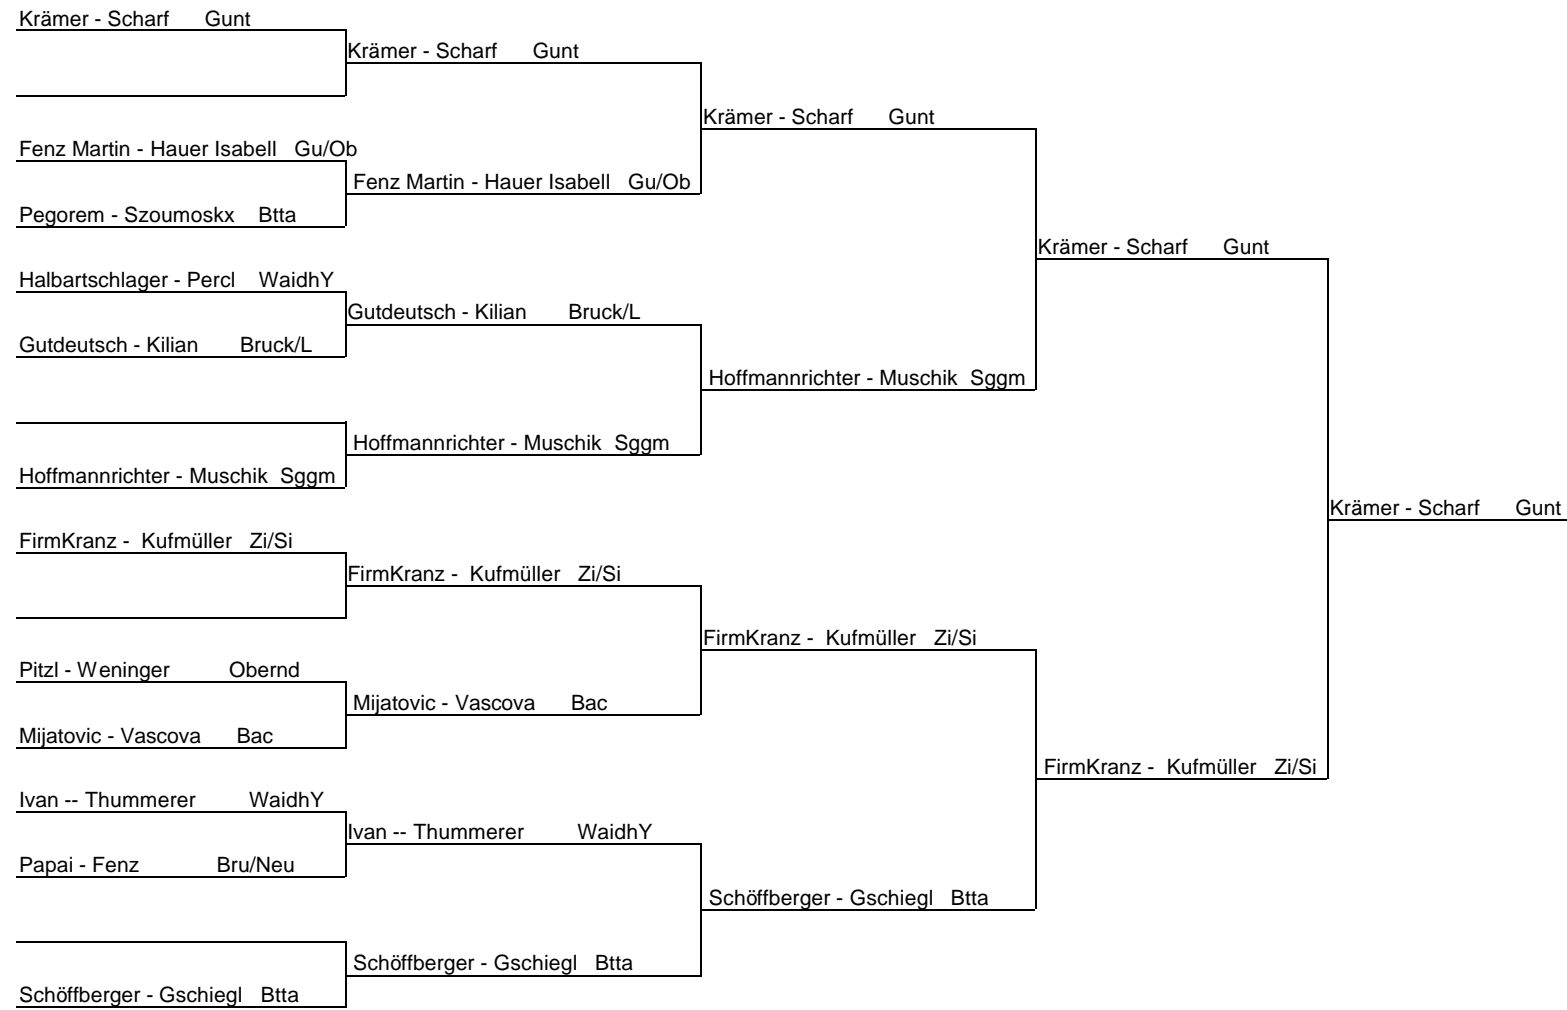 Krämer - Scharf Gunt
Krämer - Scharf Gunt
Krämer - Scharf Gunt
Fenz Martin - Hauer Isabell Gu/Ob
Fenz Martin - Hauer Isabell Gu/Ob
Pegorem - Szoumoskx Btta
Krämer - Scharf Gunt
Halbartschlager - Percl WaidhY
Gutdeutsch - Kilian Bruck/L
Gutdeutsch - Kilian Bruck/L
Hoffmannrichter - Muschik Sggm
Hoffmannrichter - Muschik Sggm
Hoffmannrichter - Muschik Sggm
Krämer - Scharf Gunt
FirmKranz - Kufmüller Zi/Si
FirmKranz - Kufmüller Zi/Si
FirmKranz - Kufmüller Zi/Si
Pitzl - Weninger Obernd
Mijatovic - Vascova Bac
Mijatovic - Vascova Bac
FirmKranz - Kufmüller Zi/Si
Ivan -- Thummerer WaidhY
Ivan -- Thummerer WaidhY
Papai - Fenz Bru/Neu
Schöffberger - Gschiegl Btta
Schöffberger - Gschiegl Btta
Schöffberger - Gschiegl Btta